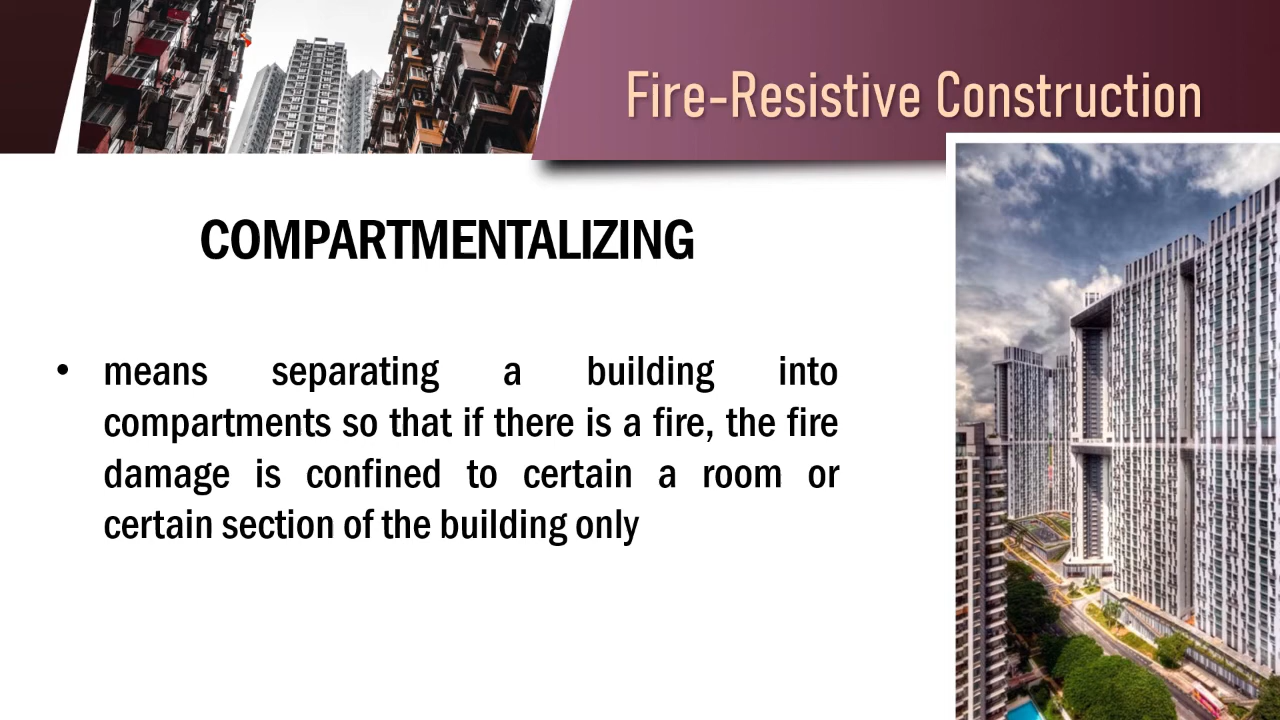 Fire-Resistive Construction
COMPARTMENTALIZING
• means separating a building into
compartments so that if there is a fire, the fire
damage is confined to certain a room or
certain section of the building only